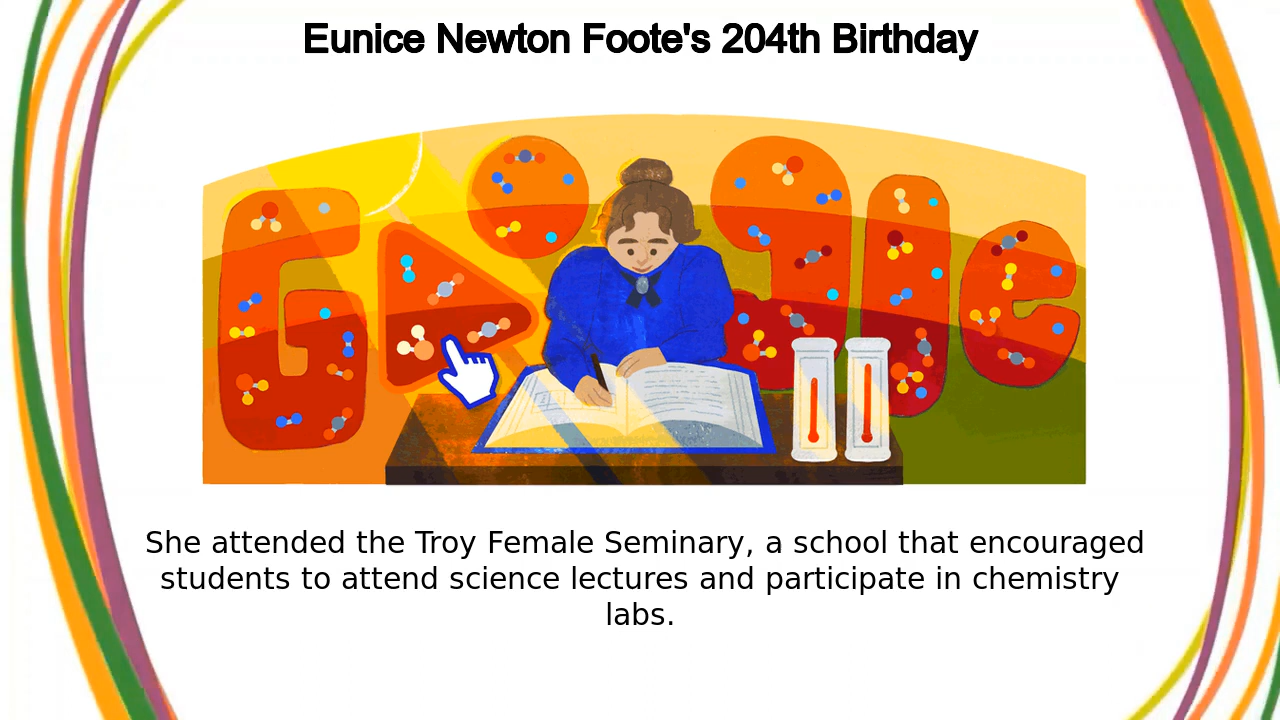 Eunice Newton Foote's 204th Birthday
G gle
She attended the Troy Female Seminary, a school that encouraged
students to attend science lectures and participate in chemistry
labs.